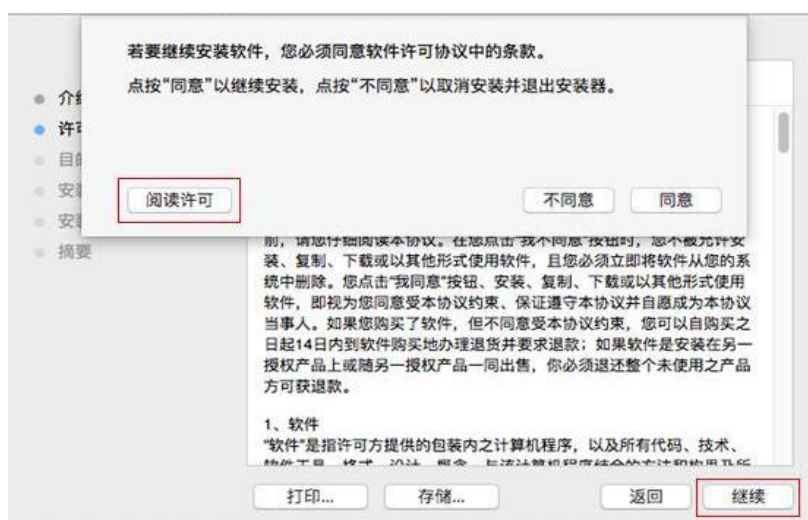 若要继续安装软件，您必须同意软件许可协议中的条款。
点按“同意”以继续安装，点按“不同意”以取消安装并退出安装器。
阅读许可
不同意
同意
介
许
目
安
安
摘要
前，请您仔细阅读本协议。在您点击“我不同意”按钮时，您不被允许安
装、复制、下载或以其他形式使用软件，且您必须立即将软件从您的系
统中删除。您点击“我同意”按钮、安装、复制、下载或以其他形式使用
软件，即视为您同意受本协议约束、保证遵守本协议并自愿成为本协议
当事人。如果您购买了软件，但不同意受本协议约束，您可以自购买之
日起14日内到软件购买地办理退货并要求退款；如果软件是安装在另一
授权产品上或随另一授权产品一同出售，你必须退还整个未使用之产品
方可获退款。
1、软件
“软件”是指许可方提供的包装内之计算机程序，以及所有代码、技术、
打印...
存储...
返回
继续